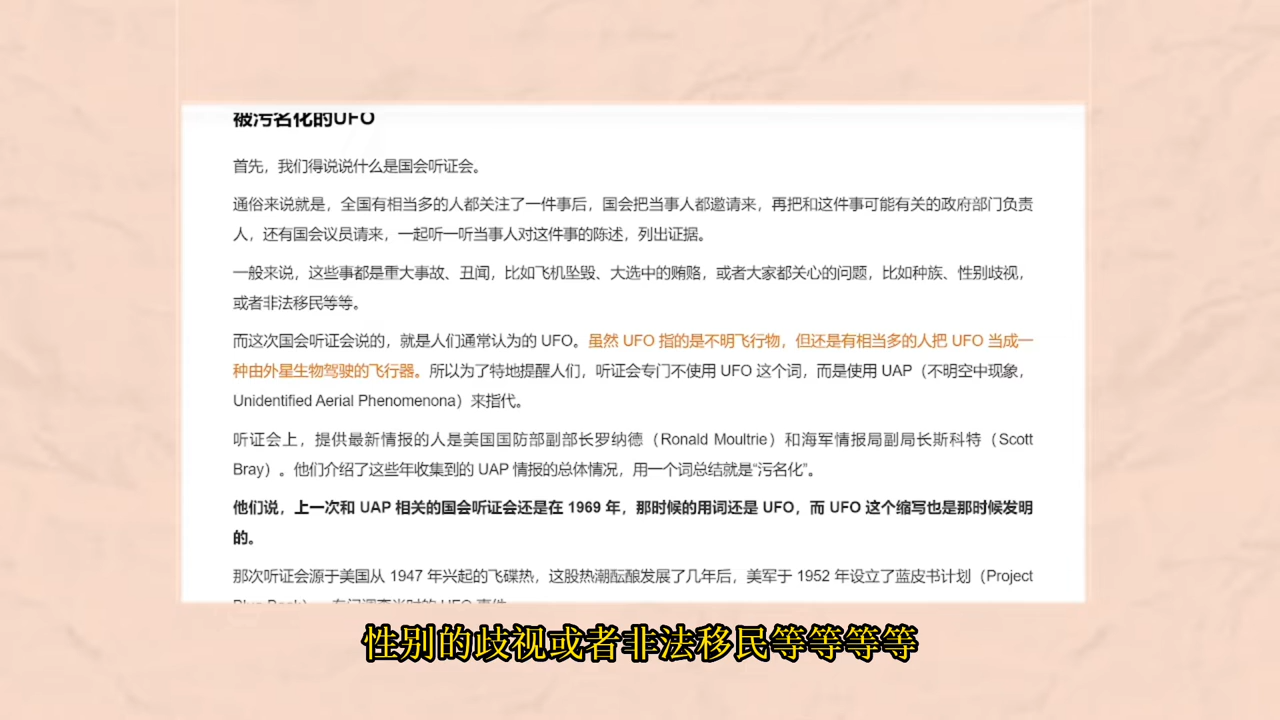 被污名化的UFO
首先，我们得说说什么是国会听证会。
通俗来说就是，全国有相当多的人都关注了一件事后，国会把当事人都邀请来，再把和这件事可能有关的政府部门负责
人，还有国会议员请来，一起听一听当事人对这件事的陈述，列出证据。
一般来说，这些事都是重大事故、丑闻，比如飞机坠毁、大选中的贿赂，或者大家都关心的问题，比如种族、性别歧视，
或者非法移民等等。
而这次国会听证会说的，就是人们通常认为的 UFO。虽然 UFO 指的是不明飞行物，但还是有相当多的人把 UFO 当成一
种由外星生物驾驶的飞行器。所以为了特地提醒人们，听证会专门不使用 UFO 这个词，而是使用 UAP（不明空中现象，
Unidentified Aerial Phenomenona）来指代。
听证会上，提供最新情报的人是美国国防部副部长罗纳德（Ronald Moultrie）和海军情报局副局长斯科特（Scott
Bray）。他们介绍了这些年收集到的 UAP 情报的总体情况，用一个词总结就是“污名化”。
他们说，上一次和 UAP 相关的国会听证会还是在 1969 年，那时候的用词还是 UFO，而 UFO 这个缩写也是那时候发明
的。
那次听证会源于美国从 1947 年兴起的飞碟热，这股热潮酝酿发展了几年后，美军于 1952 年设立了蓝皮书计划（Project
性别的歧视或者非法移民等等等等